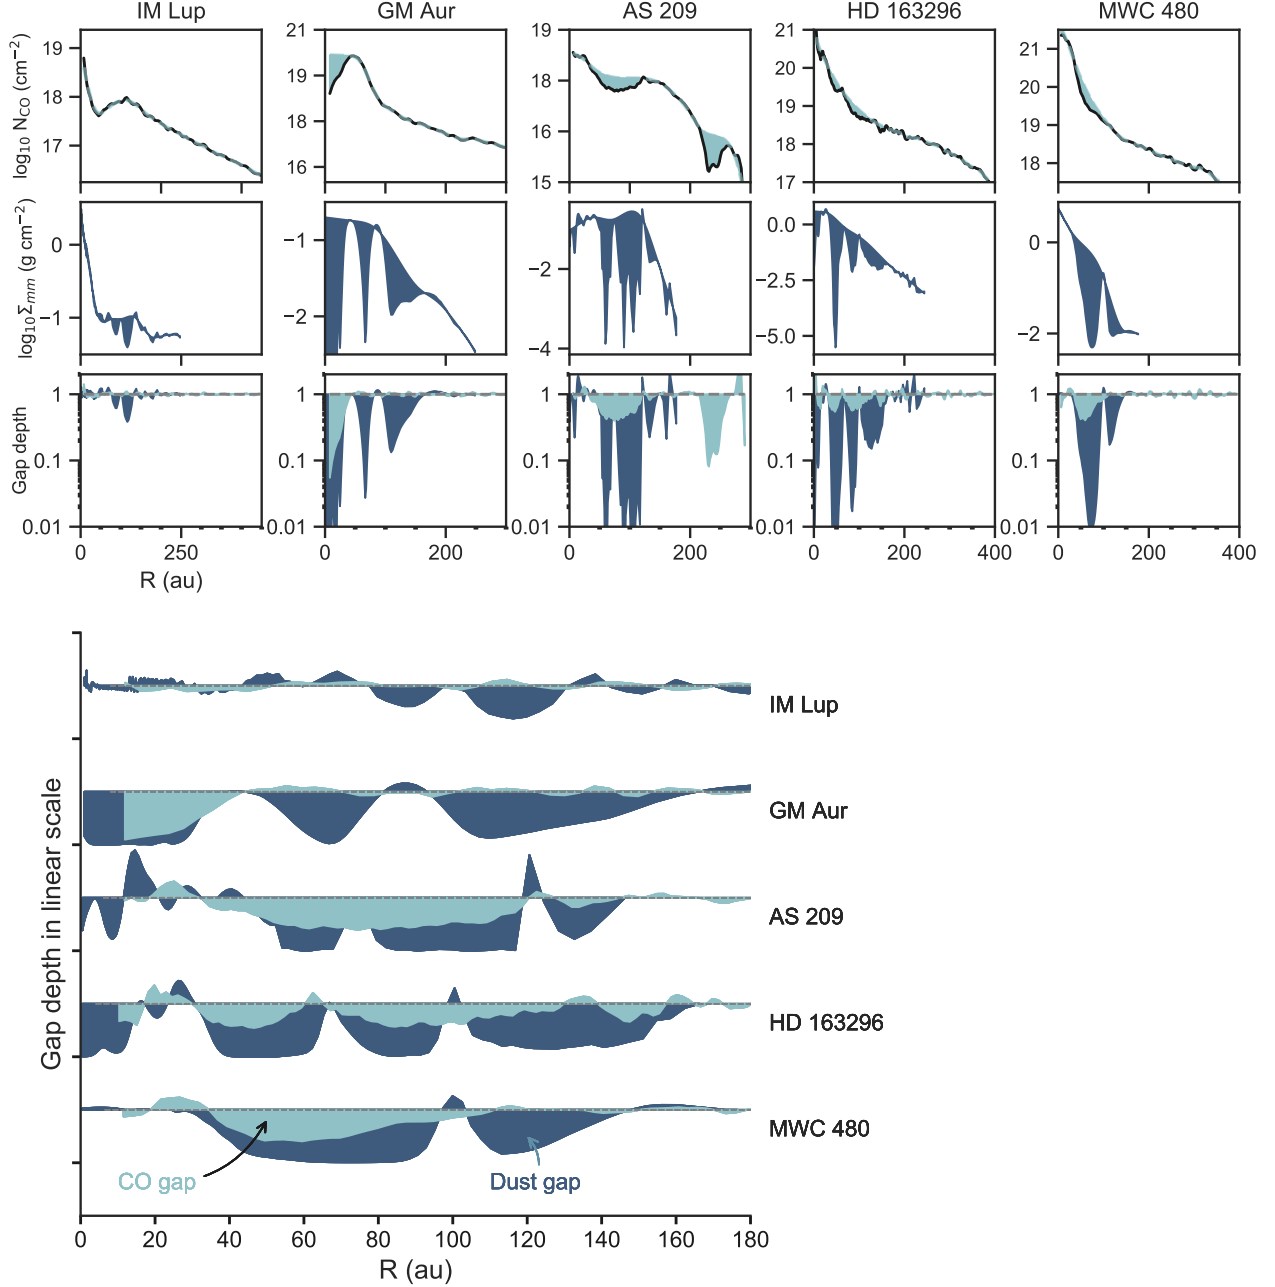 IM Lup GM Aur AS 209 HD 163296 MWC 480
log₁₀ N_CO (cm⁻²)
19 18 17
21 19 18 16
19 18 16 15
21 20 19 18 17
21 20 19 18
log₁₀Σ_mm (g cm⁻²)
0 −1
−1 −2
−2 −4
0.0 −2.5 −5.0
0 −2
Gap depth
1 0.1 0.01
1 0.1 0.01
1 0.1 0.01
1 0.1 0.01
1 0.1 0.01
0 250
0 200
0 200
0 200 400
0 200 400
R (au)
Gap depth in linear scale
IM Lup
GM Aur
AS 209
HD 163296
MWC 480
CO gap Dust gap
0 20 40 60 80 100 120 140 160 180
R (au)